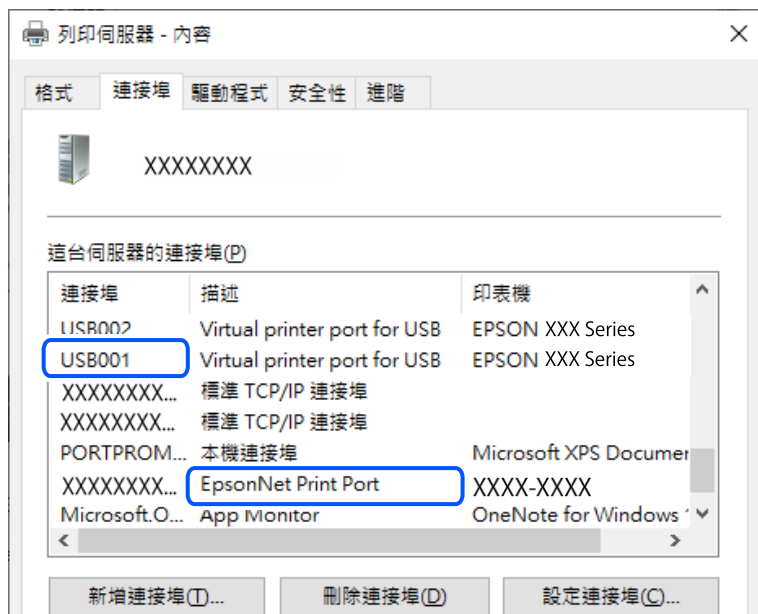 列印伺服器 - 內容
格式 連接埠 驅動程式 安全性 進階
XXXXXXXX
這台伺服器的連接埠(P)
連接埠 描述 印表機
USB002 Virtual printer port for USB EPSON XXX Series
USB001 Virtual printer port for USB EPSON XXX Series
XXXXXXXX... 標準 TCP/IP 連接埠
XXXXXXXX... 標準 TCP/IP 連接埠
PORTPROM... 本機連接埠 Microsoft XPS Documen
XXXXXXXX... EpsonNet Print Port XXXX-XXXX
Microsoft.O... App Monitor OneNote for Windows
新增連接埠(T)... 刪除連接埠(D) 設定連接埠(C)...